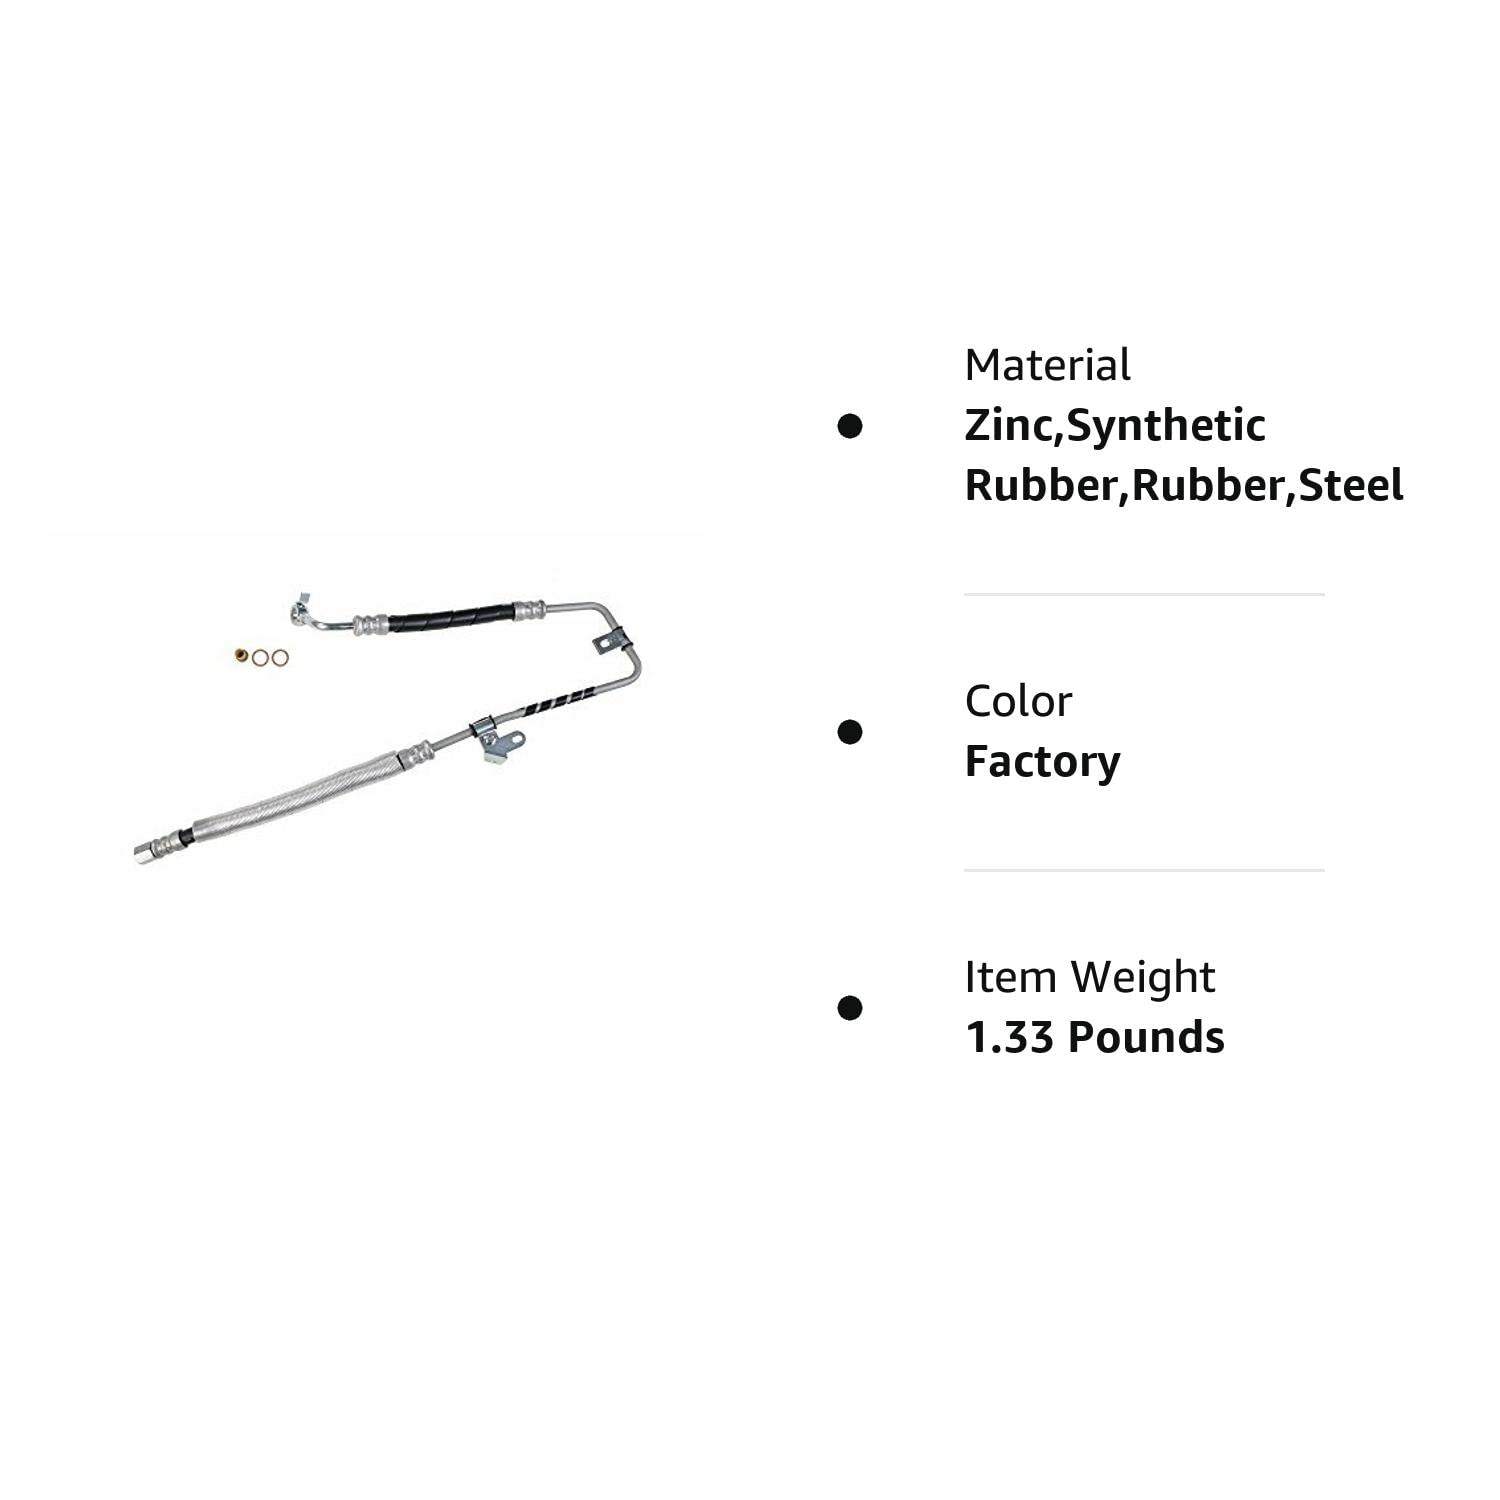 Material
Zinc,Synthetic
Rubber,Rubber,Steel
Color
Factory
Item Weight
1.33 Pounds